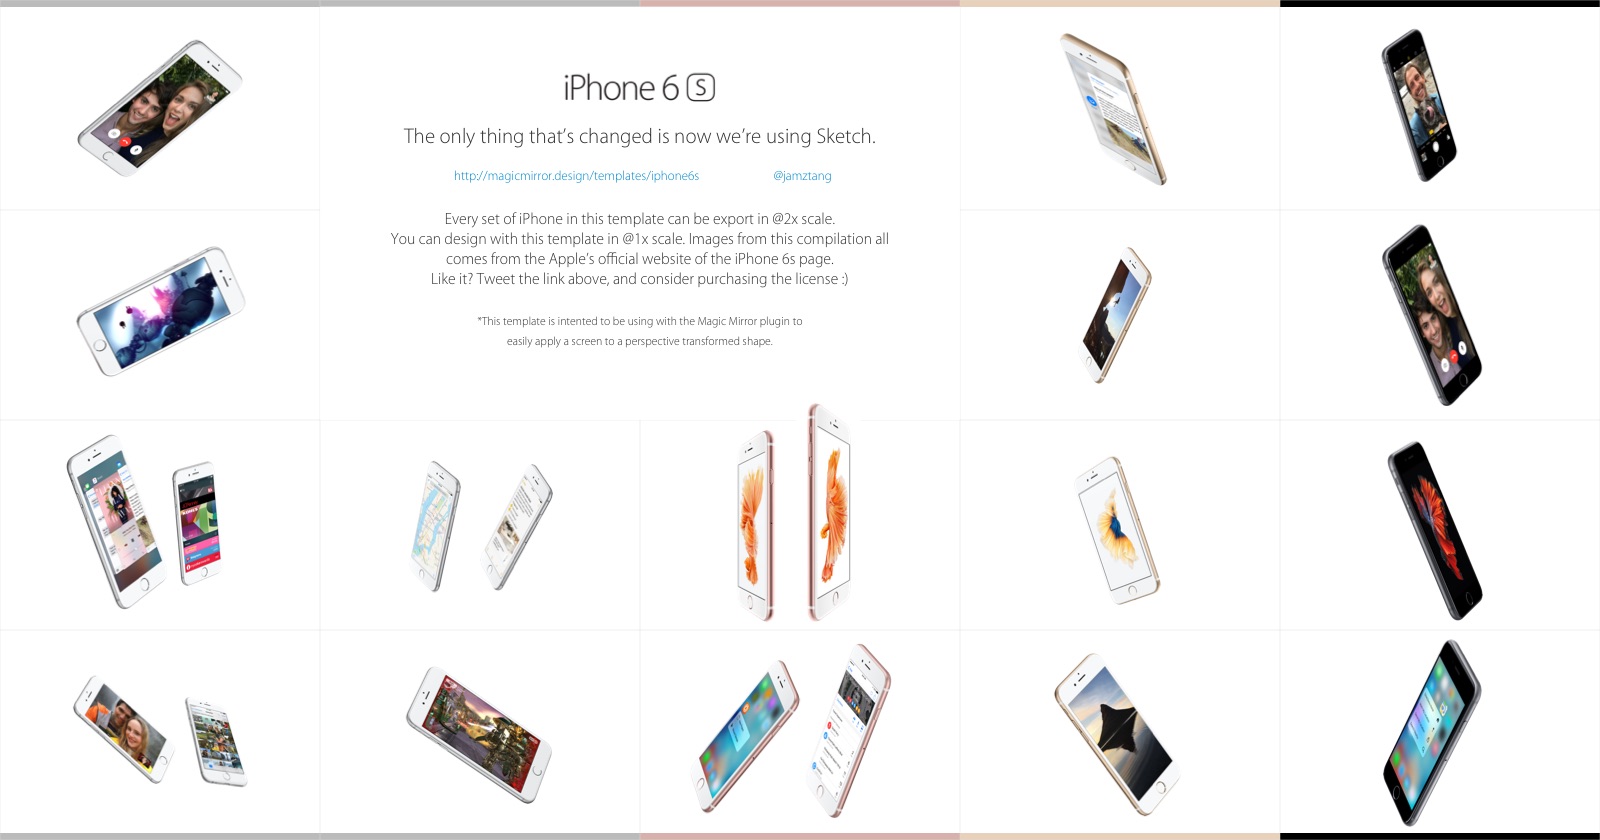 iPhone 6 S
The only thing that’s changed is now we’re using Sketch.
http://magicmirror.design/templates/iphone6s @jamztang
Every set of iPhone in this template can be export in @2x scale.
You can design with this template in @1x scale. Images from this compilation all
comes from the Apple’s official website of the iPhone 6s page.
Like it? Tweet the link above, and consider purchasing the license :)
*This template is intented to be using with the Magic Mirror plugin to
easily apply a screen to a perspective transformed shape.